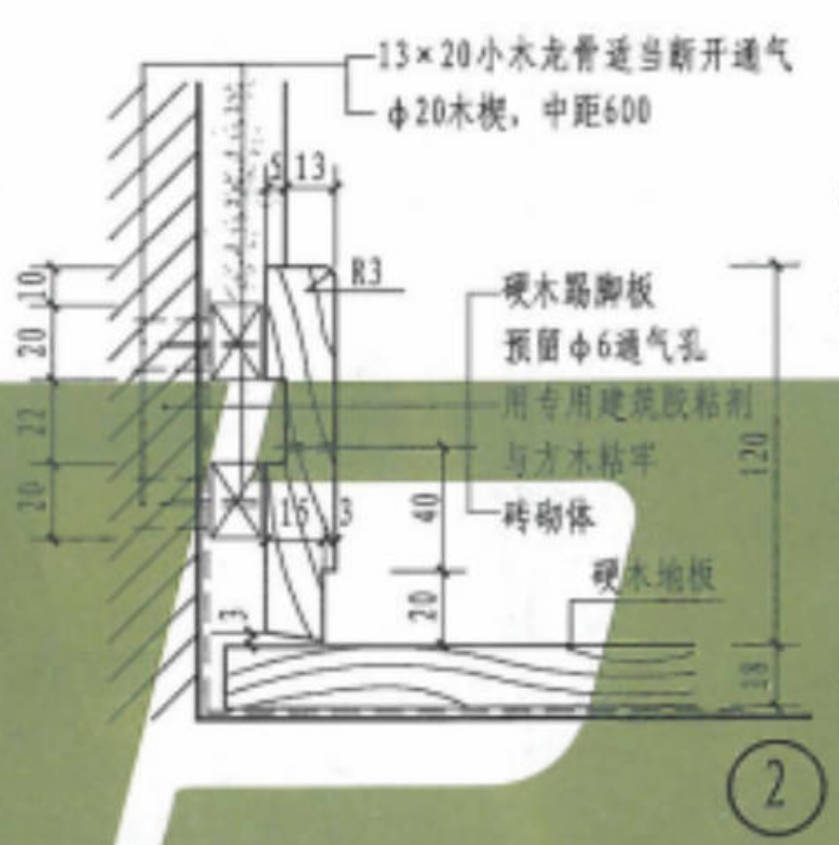 13×20小木龙骨适当断开通气
ф20木楔，中距600
5 13
R3
10
20
22
20
硬木踢脚板
预留ф6通气孔
用专用建筑胶粘剂
与方木粘牢
砖砌体
120
40
15 3
硬木地板
20
3
18
2